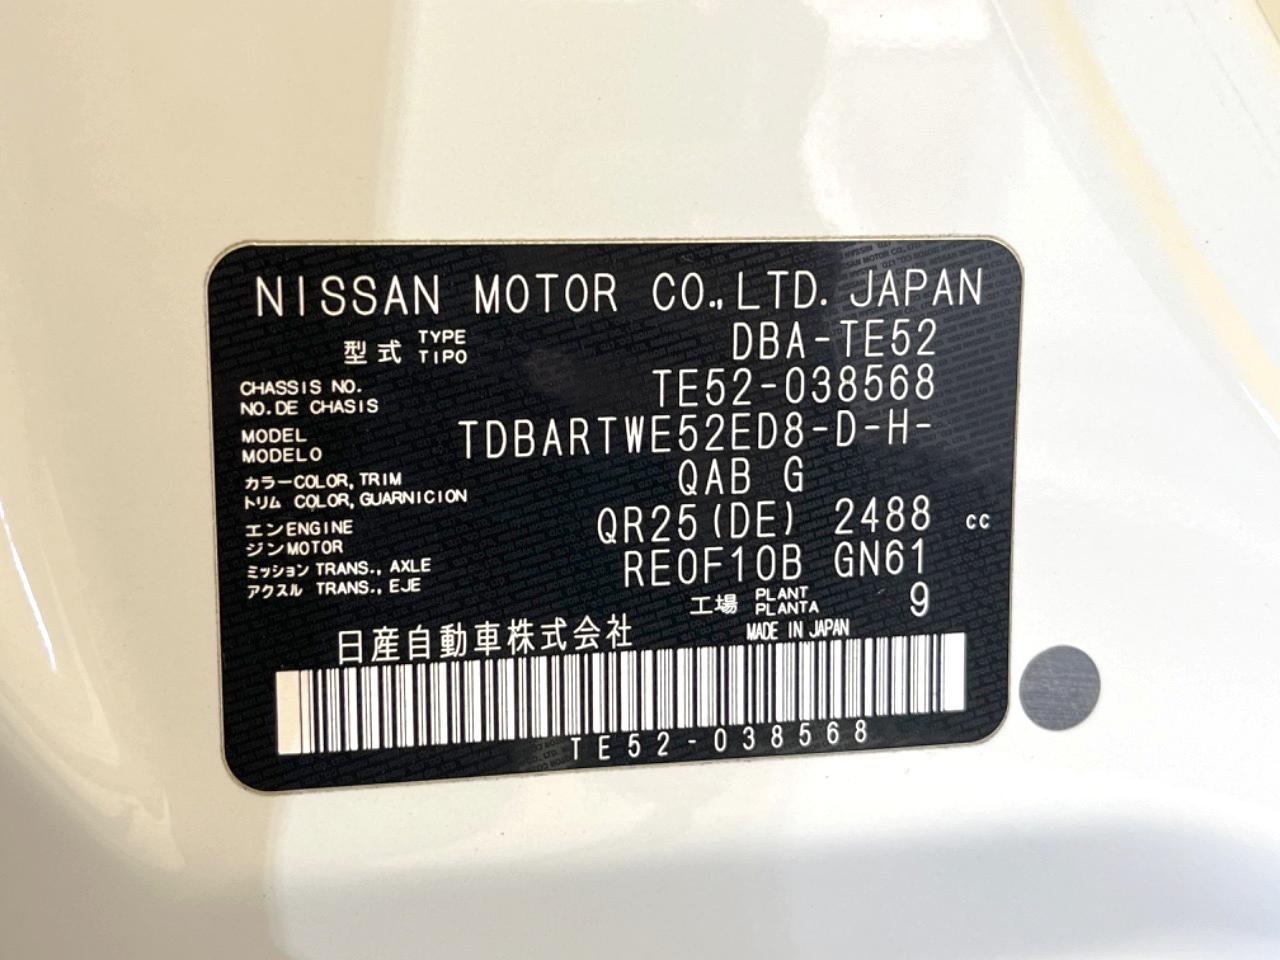 NISSAN MOTOR CO.,LTD. JAPAN
型式 TYPE TIPO DBA-TE52
CHASSIS NO.
NO.DE CHASIS TE52-038568
MODEL
MODELO TDBARTWE52ED8-D-H-
カラーCOLOR,TRIM
トリム COLOR,GUARNICION QAB G
エンENGINE
ジンMOTOR QR25(DE) 2488 cc
ミッション TRANS., AXLE
アクスル TRANS., EJE RE0F10B GN61
工場 PLANT PLANTA 9
日産自動車株式会社 MADE IN JAPAN
TE52-038568